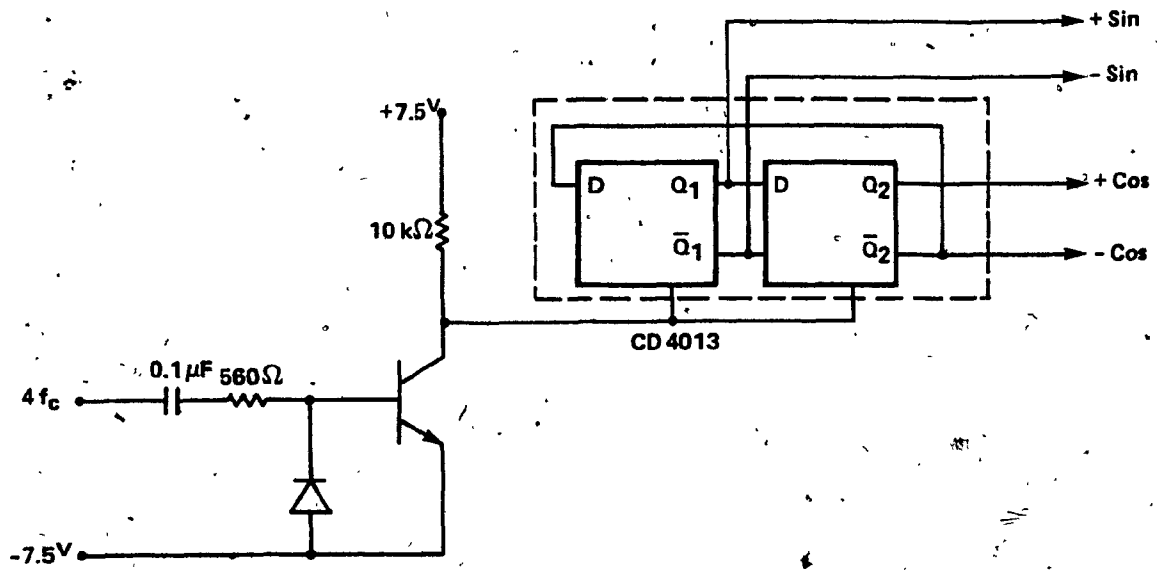 + Sin
- Sin
+7.5V
D Q1 D Q2
+ Cos
10 kΩ
Q̅1 Q̅2
- Cos
CD 4013
0.1 μF 560Ω
4 fc
-7.5V